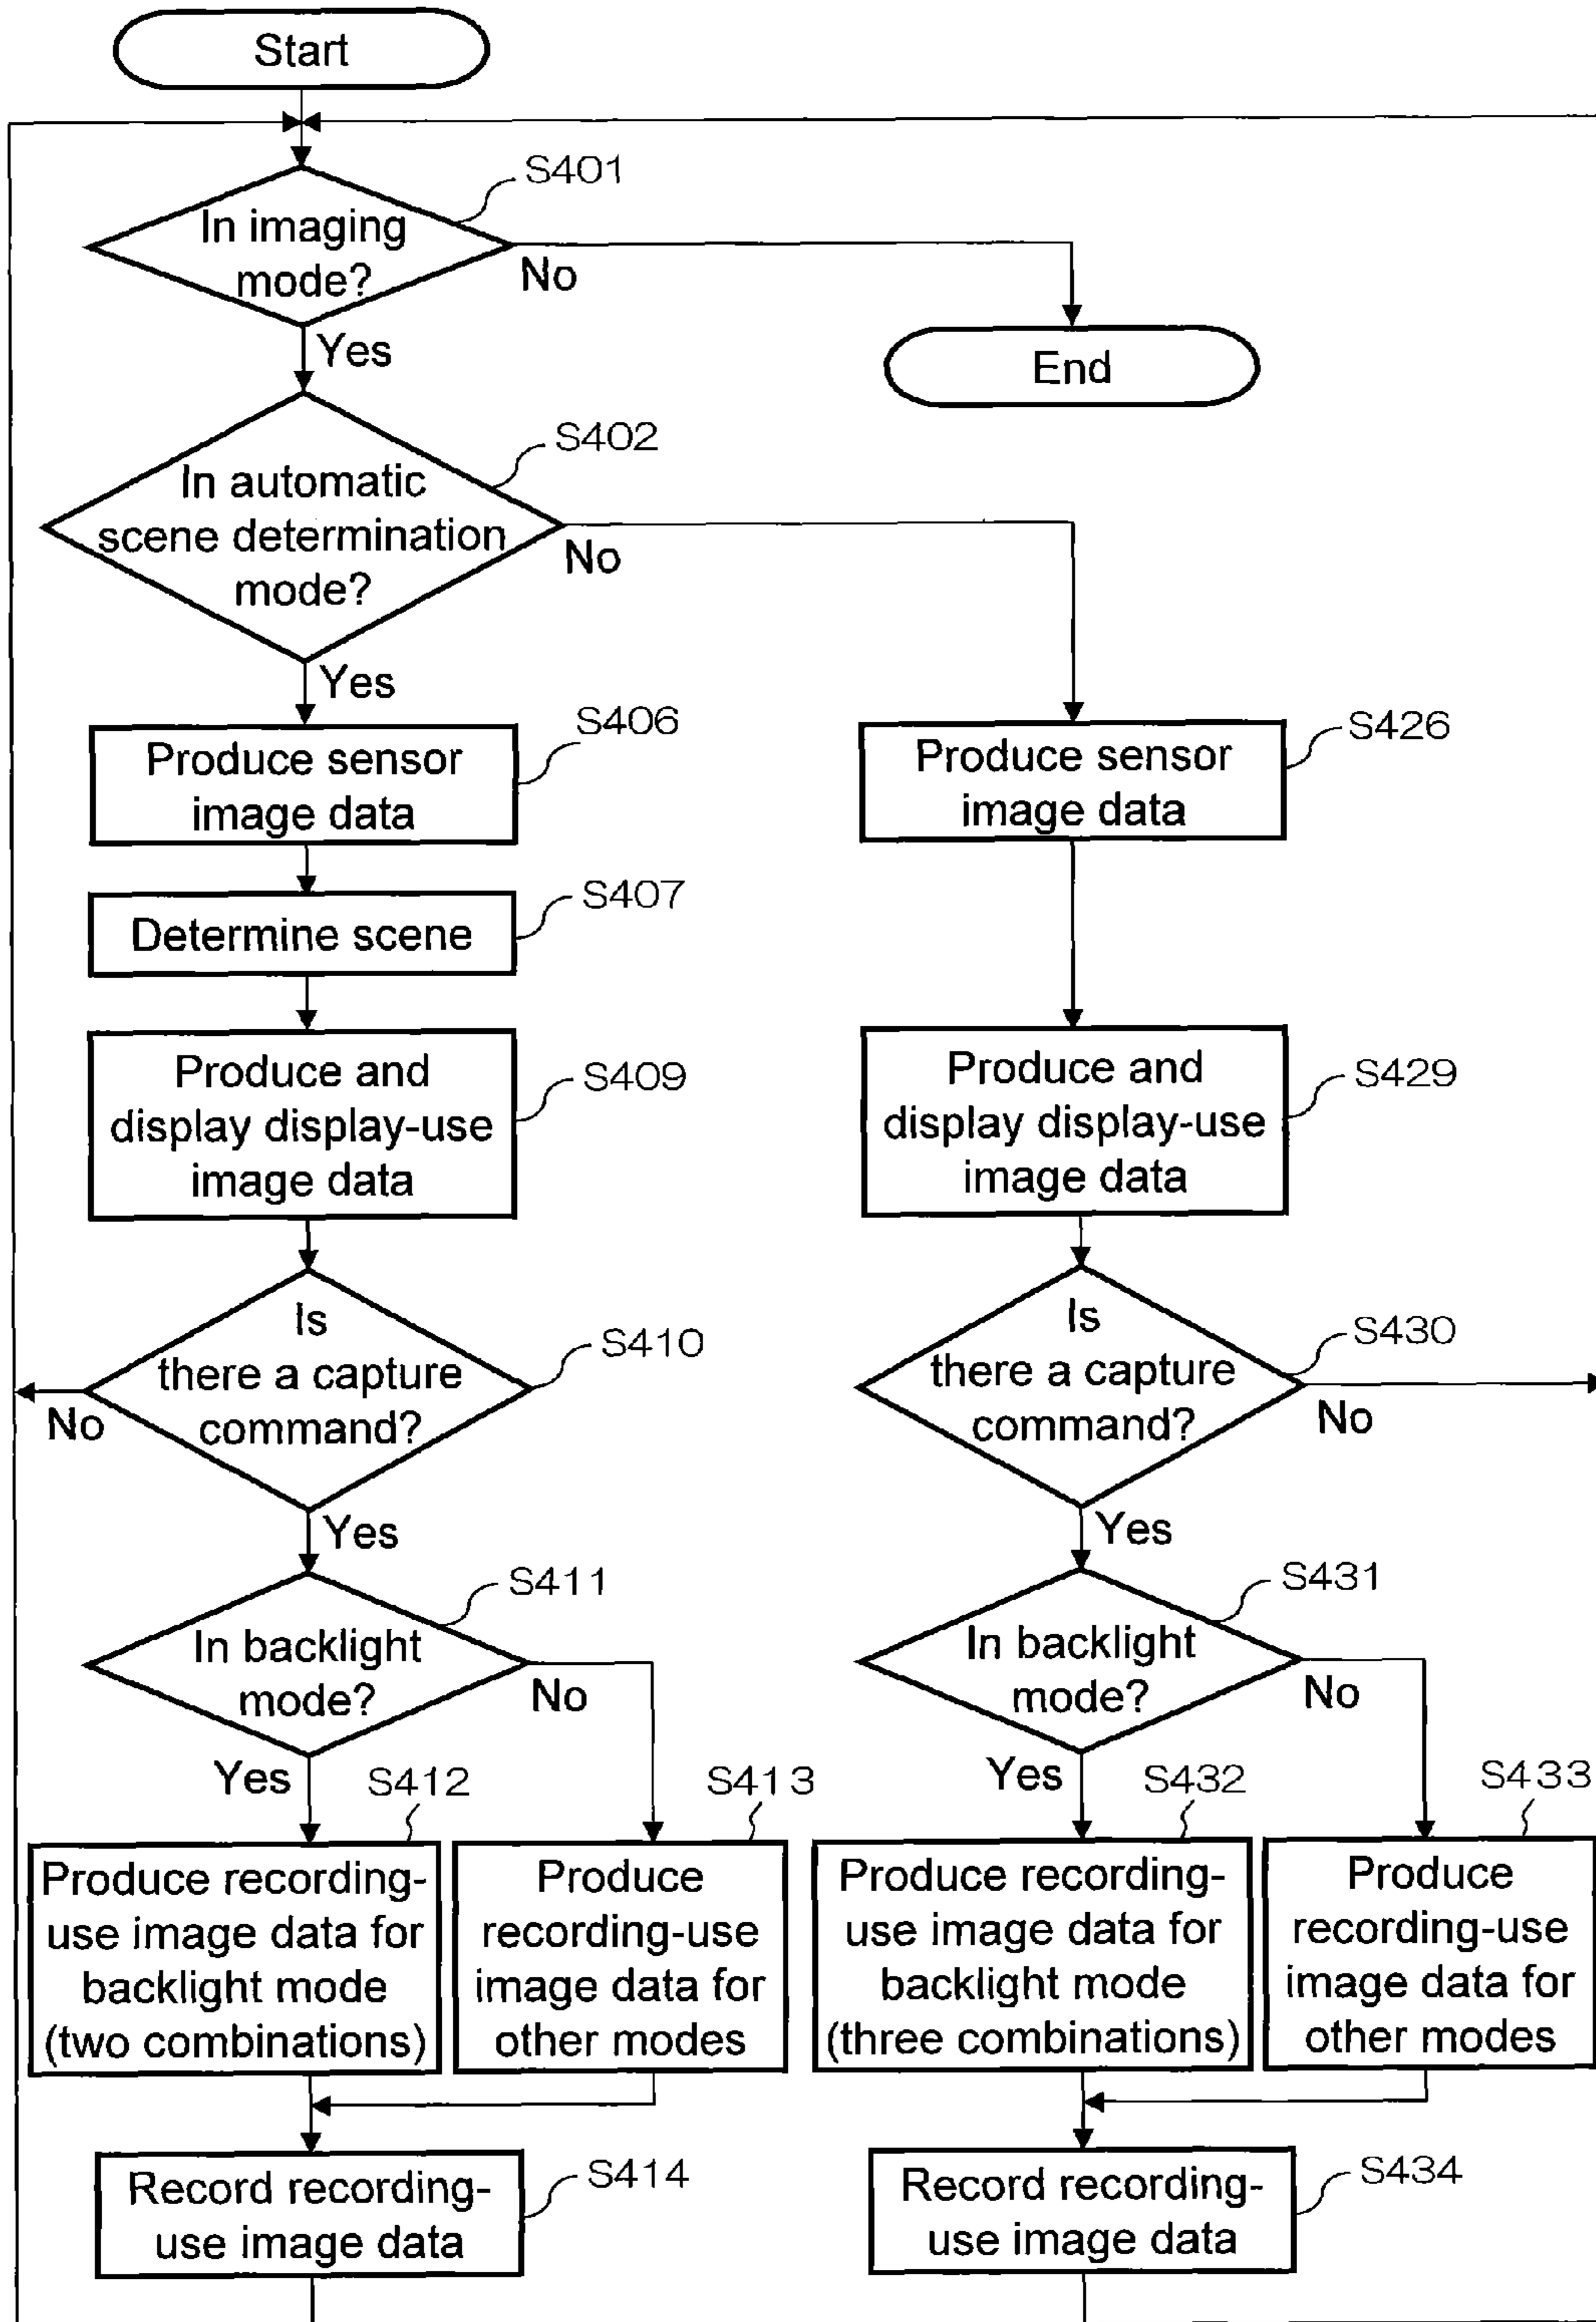 Start
S401
In imaging
mode?
No
Yes
End
S402
In automatic
scene determination
mode?
No
Yes
S406
Produce sensor
image data
S407
Determine scene
S409
Produce and
display display-use
image data
Is
there a capture
command?
S410
No
Yes
S411
In backlight
mode?
No
Yes
S412
Produce recording-
use image data for
backlight mode
(two combinations)
S413
Produce
recording-use
image data for
other modes
S414
Record recording-
use image data
S426
Produce sensor
image data
S429
Produce and
display display-use
image data
Is
there a capture
command?
S430
No
Yes
S431
In backlight
mode?
No
Yes
S432
Produce recording-
use image data for
backlight mode
(three combinations)
S433
Produce
recording-use
image data for
other modes
S434
Record recording-
use image data